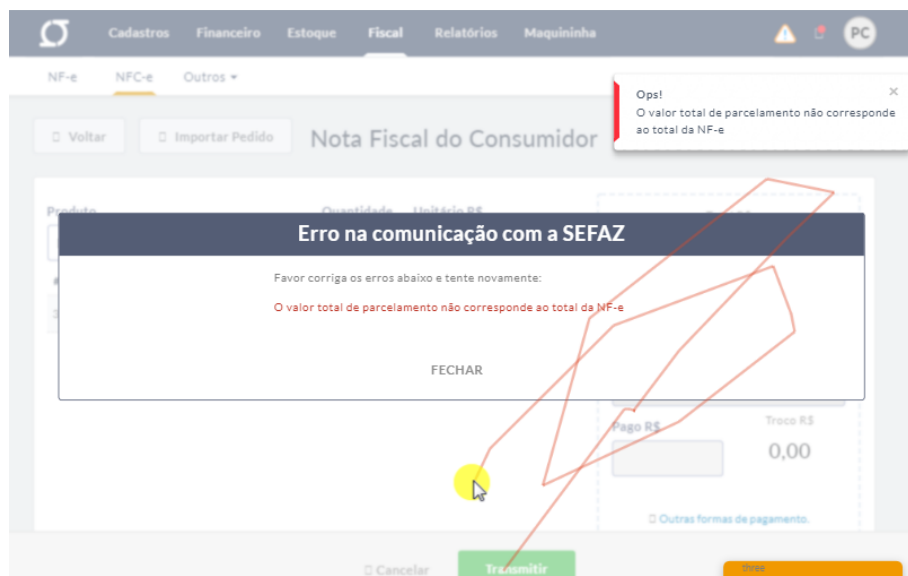 Cadastros Financeiro Estoque Fiscal Relatórios Maquininha PC
NF-e NFC-e Outros
Ops!
O valor total de parcelamento não corresponde
ao total da NF-e
Voltar Importar Pedido Nota Fiscal do Consumidor
Produto Quantidade Unitário R$
Erro na comunicação com a SEFAZ
Favor corriga os erros abaixo e tente novamente:
O valor total de parcelamento não corresponde ao total da NF-e
FECHAR
Pago R$ Troco R$
0,00
Outras formas de pagamento.
Cancelar Transmitir
three